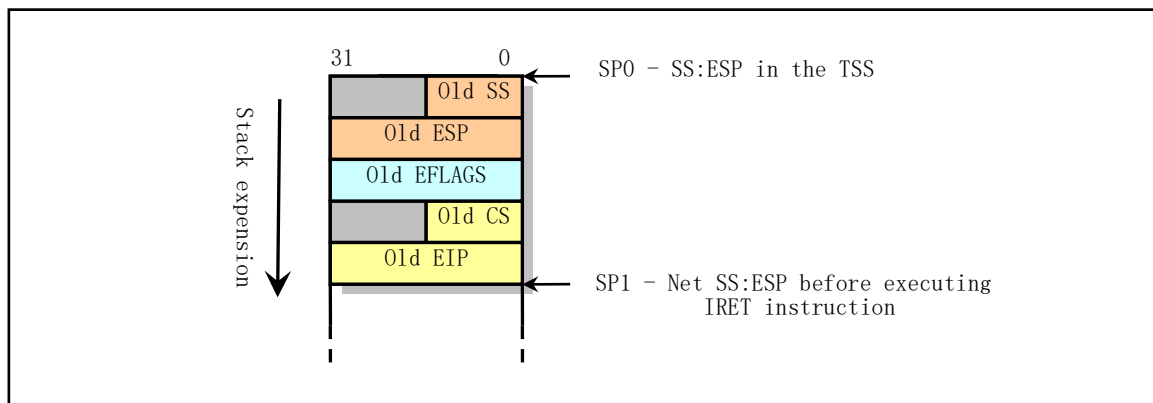 31 0
SP0 - SS:ESP in the TSS
Old SS
Old ESP
Old EFLAGS
Old CS
Old EIP
Stack expension
SP1 - Net SS:ESP before executing
IRET instruction